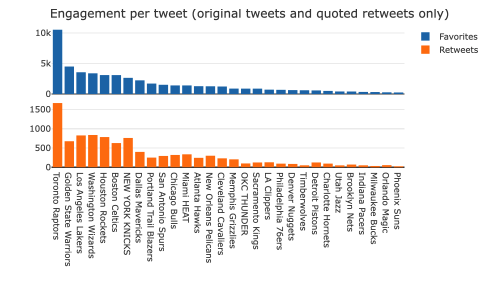 Engagement per tweet (original tweets and quoted retweets only)
Favorites
Retweets
10k
5k
0
1500
1000
500
0
Toronto Raptors
Golden State Warriors
Los Angeles Lakers
Washington Wizards
Houston Rockets
Boston Celtics
NEW YORK KNICKS
Dallas Mavericks
Portland Trail Blazers
San Antonio Spurs
Chicago Bulls
Miami HEAT
Atlanta Hawks
New Orleans Pelicans
Cleveland Cavaliers
Memphis Grizzlies
OKC THUNDER
Sacramento Kings
LA Clippers
Philadelphia 76ers
Denver Nuggets
Timberwolves
Detroit Pistons
Charlotte Hornets
Utah Jazz
Brooklyn Nets
Indiana Pacers
Milwaukee Bucks
Orlando Magic
Phoenix Suns